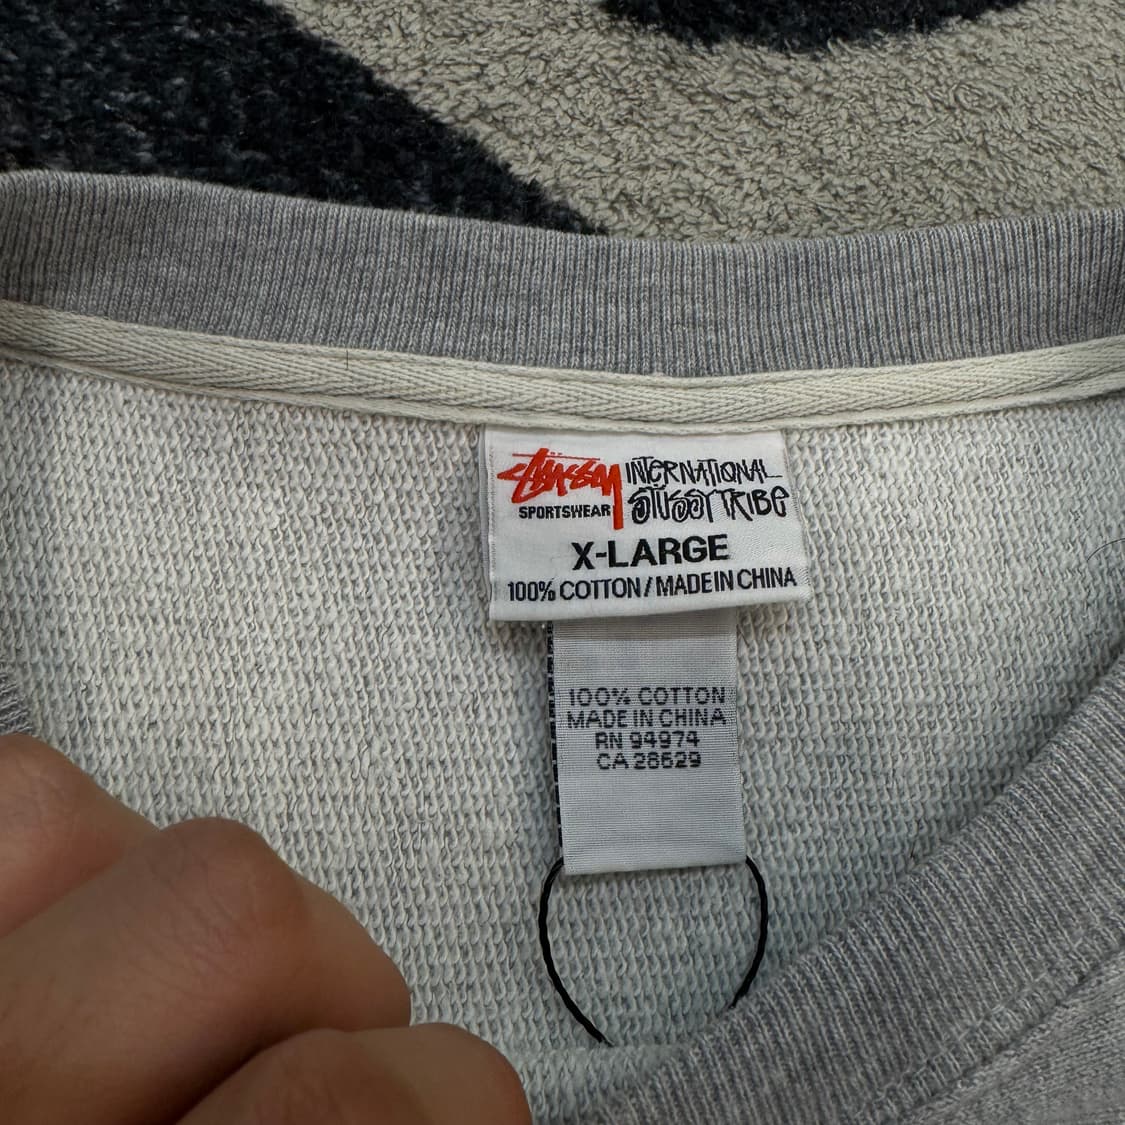 Stüssy INTERNATIONAL
SPORTSWEAR STÜSSY TRIBE
X-LARGE
100% COTTON / MADE IN CHINA
100% COTTON
MADE IN CHINA
RN 94974
CA 28629